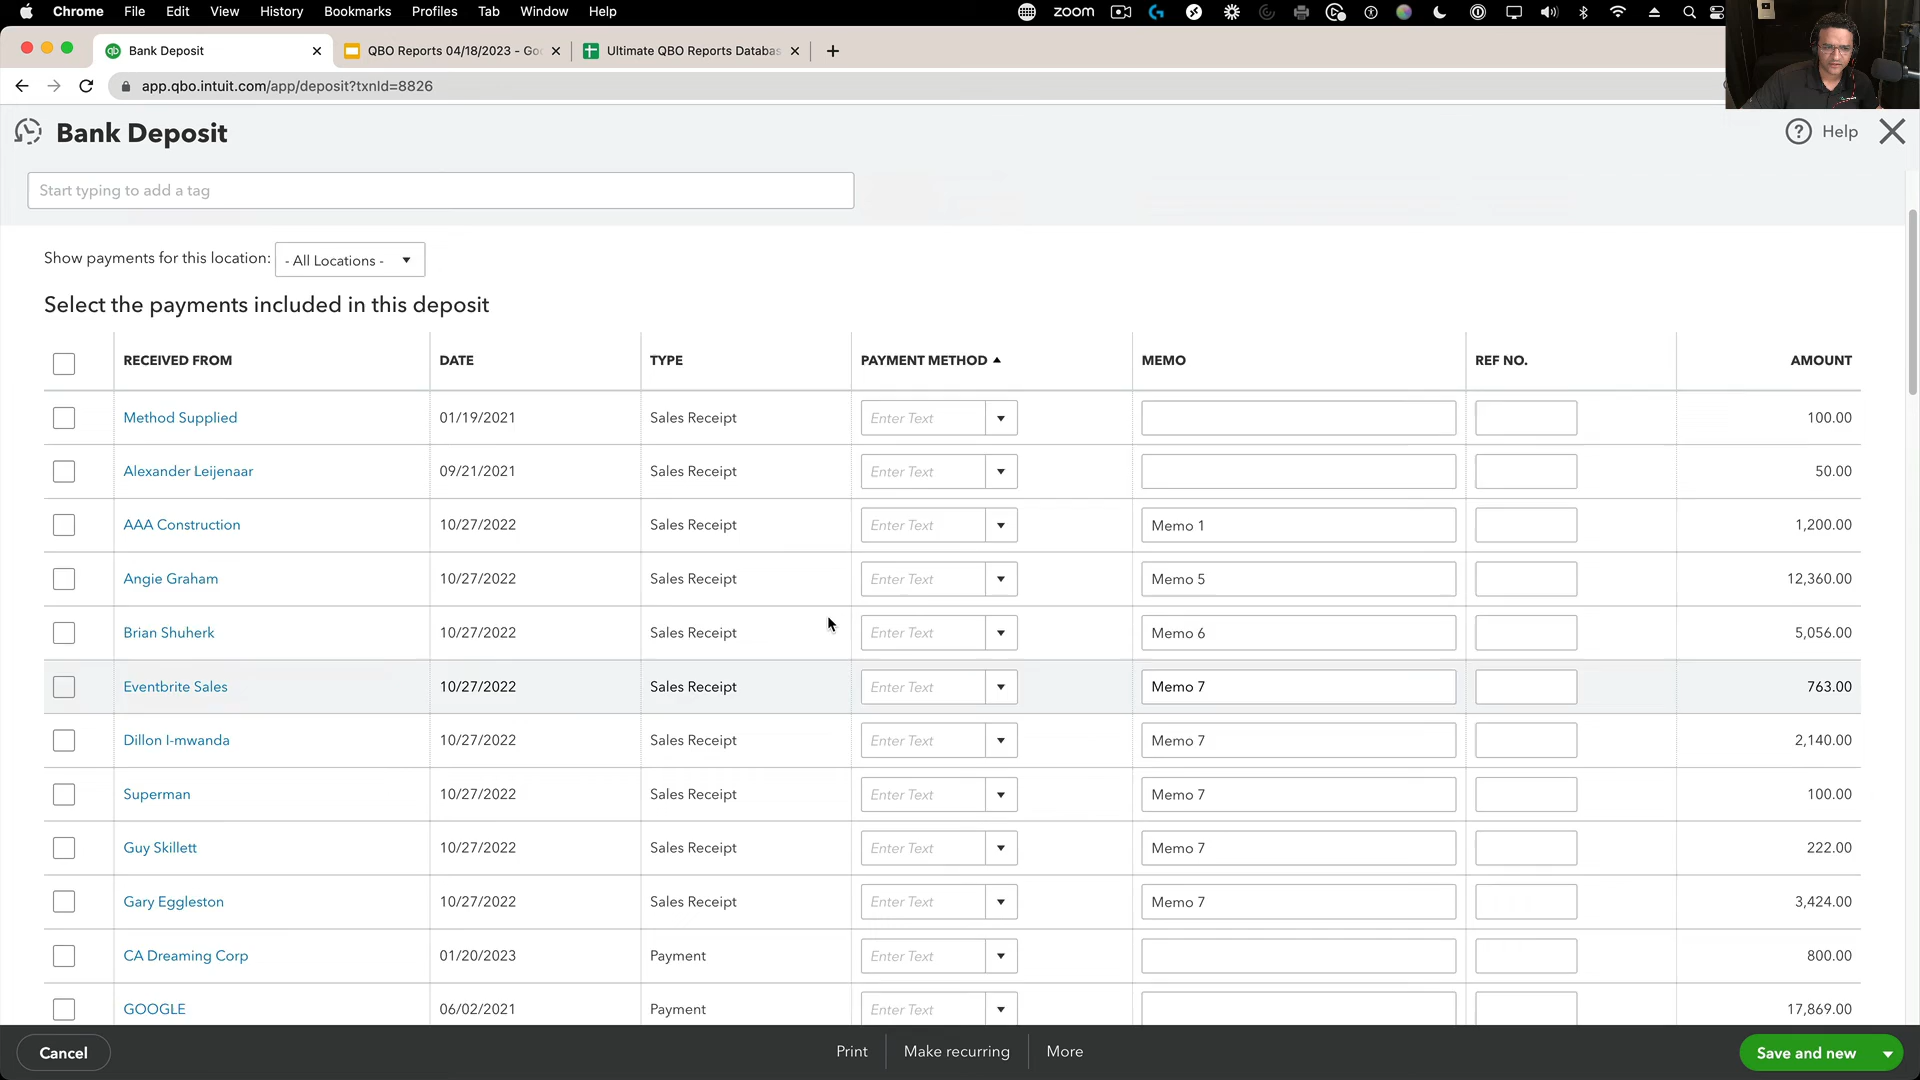 Chrome File Edit View History Bookmarks Profiles Tab Window Help zoom
Bank Deposit QBO Reports 04/18/2023 - Go Ultimate QBO Reports Databas
app.qbo.intuit.com/app/deposit?txnId=8826
Bank Deposit Help
Start typing to add a tag
Show payments for this location: - All Locations -
Select the payments included in this deposit
RECEIVED FROM DATE TYPE PAYMENT METHOD MEMO REF NO. AMOUNT
Method Supplied 01/19/2021 Sales Receipt Enter Text 100.00
Alexander Leijenaar 09/21/2021 Sales Receipt Enter Text 50.00
AAA Construction 10/27/2022 Sales Receipt Enter Text Memo 1 1,200.00
Angie Graham 10/27/2022 Sales Receipt Enter Text Memo 5 12,360.00
Brian Shuherk 10/27/2022 Sales Receipt Enter Text Memo 6 5,056.00
Eventbrite Sales 10/27/2022 Sales Receipt Enter Text Memo 7 763.00
Dillon I-mwanda 10/27/2022 Sales Receipt Enter Text Memo 7 2,140.00
Superman 10/27/2022 Sales Receipt Enter Text Memo 7 100.00
Guy Skillett 10/27/2022 Sales Receipt Enter Text Memo 7 222.00
Gary Eggleston 10/27/2022 Sales Receipt Enter Text Memo 7 3,424.00
CA Dreaming Corp 01/20/2023 Payment Enter Text 800.00
GOOGLE 06/02/2021 Payment Enter Text 17,869.00
Cancel Print Make recurring More Save and new